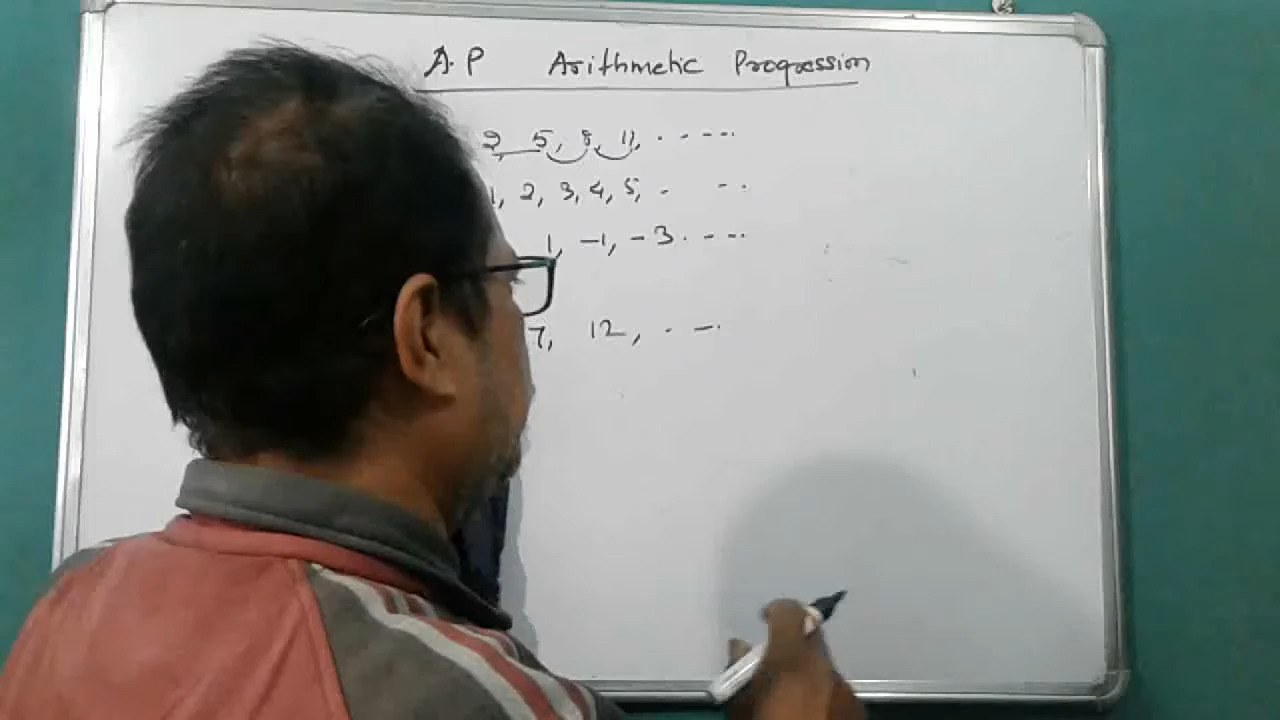 A.P Arithmetic Progression
2, 5, 8, 11, . - - --
1, 2, 3, 4, 5, - - - .
1, -1, -3 . - - - .
7, 12, . - - .